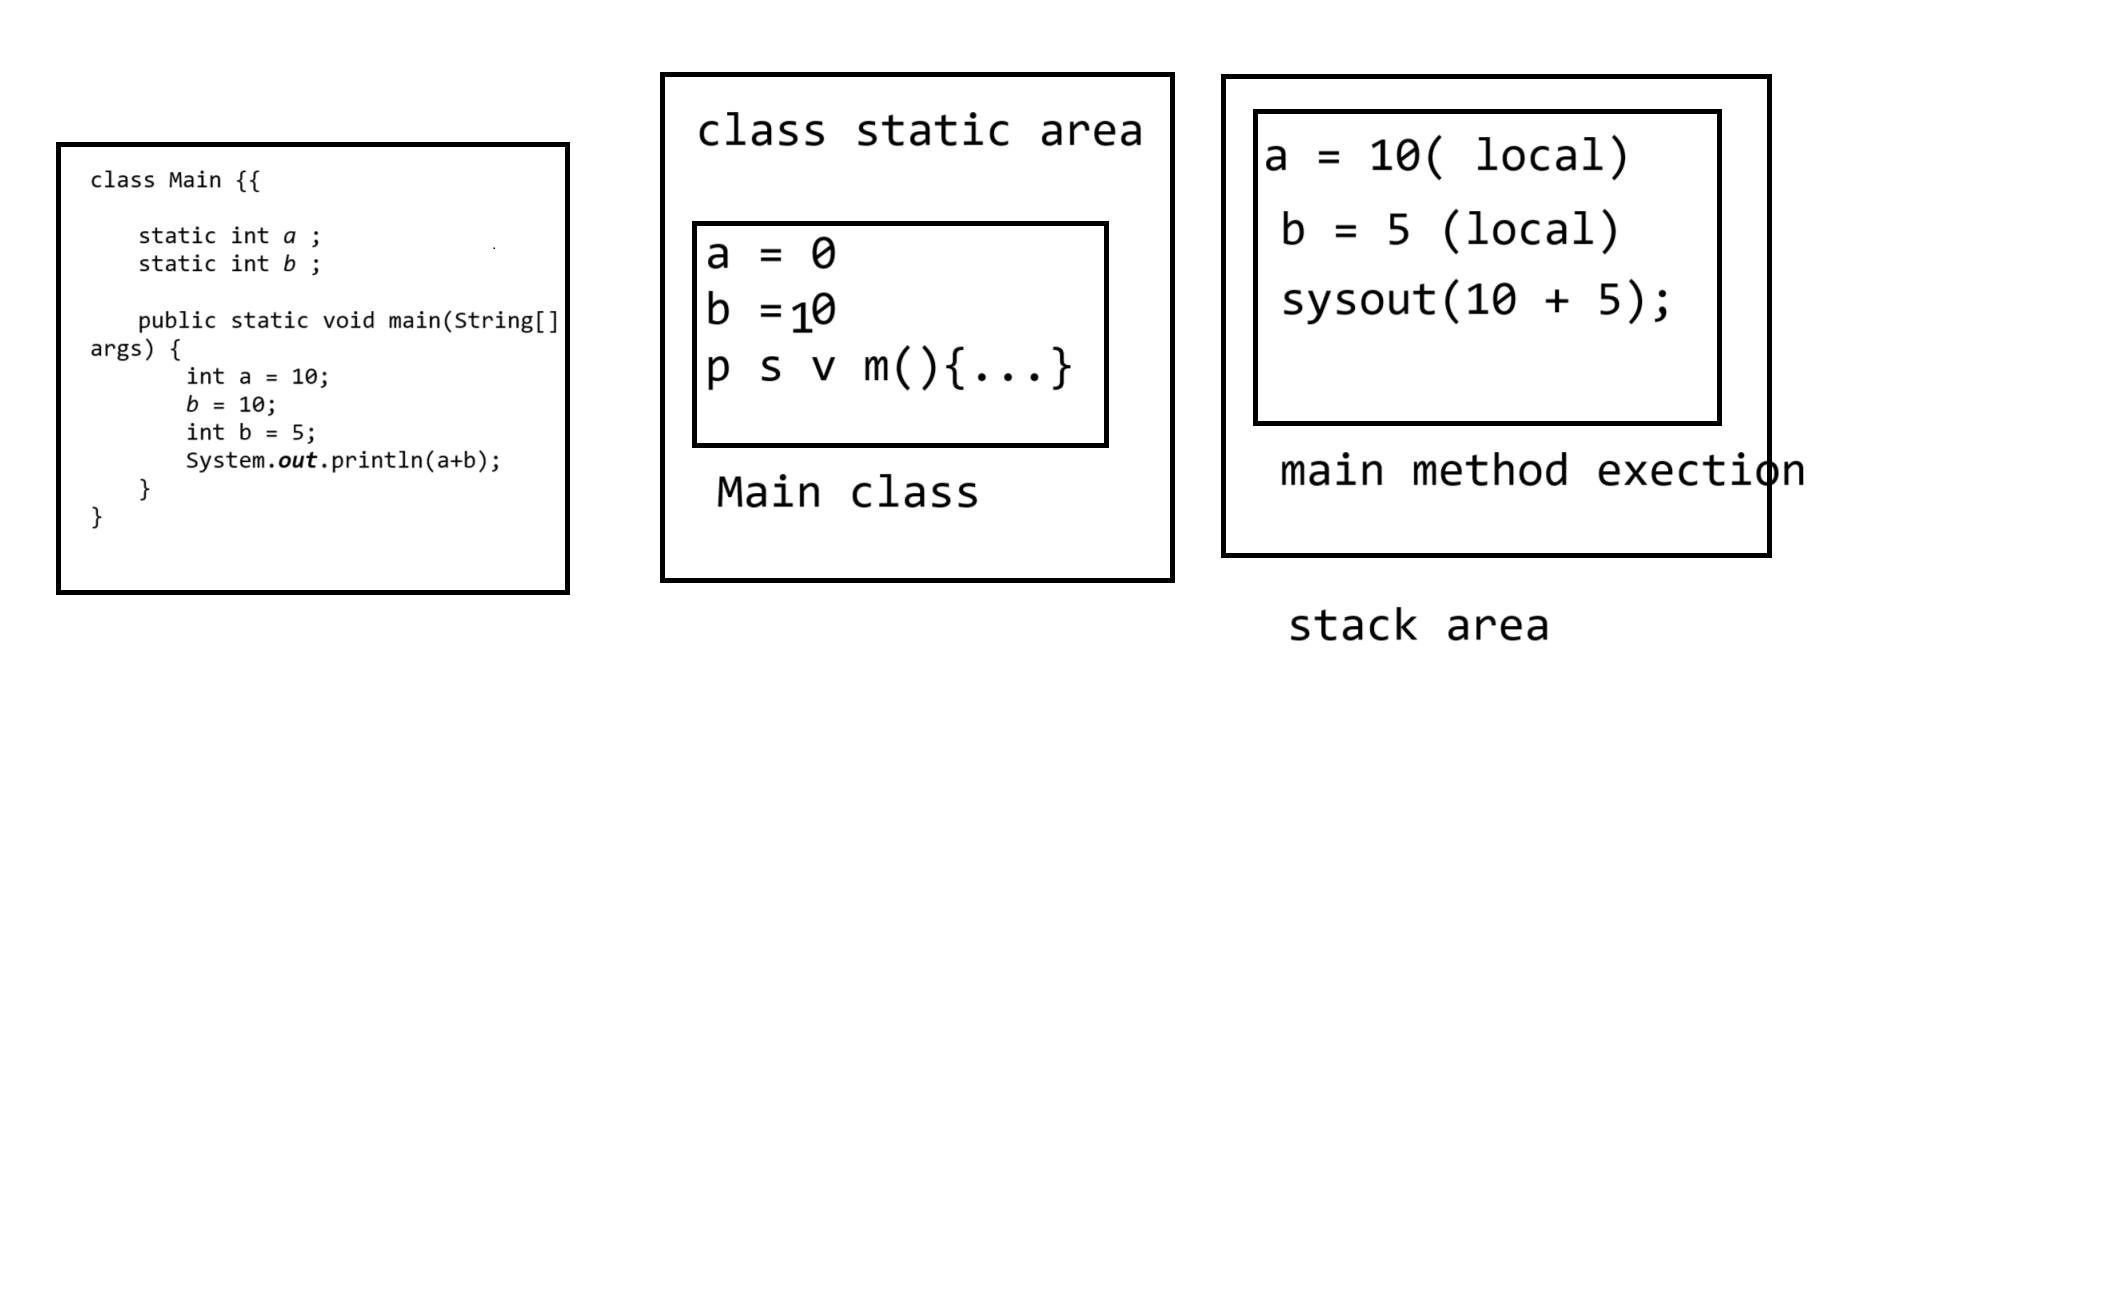 class Main {{
static int a ;
static int b ;
public static void main(String[]
args) {
int a = 10;
b = 10;
int b = 5;
System.out.println(a+b);
}
}
class static area
a = 0
b =10
p s v m(){...}
Main class
a = 10( local)
b = 5 (local)
sysout(10 + 5);
main method exection
stack area